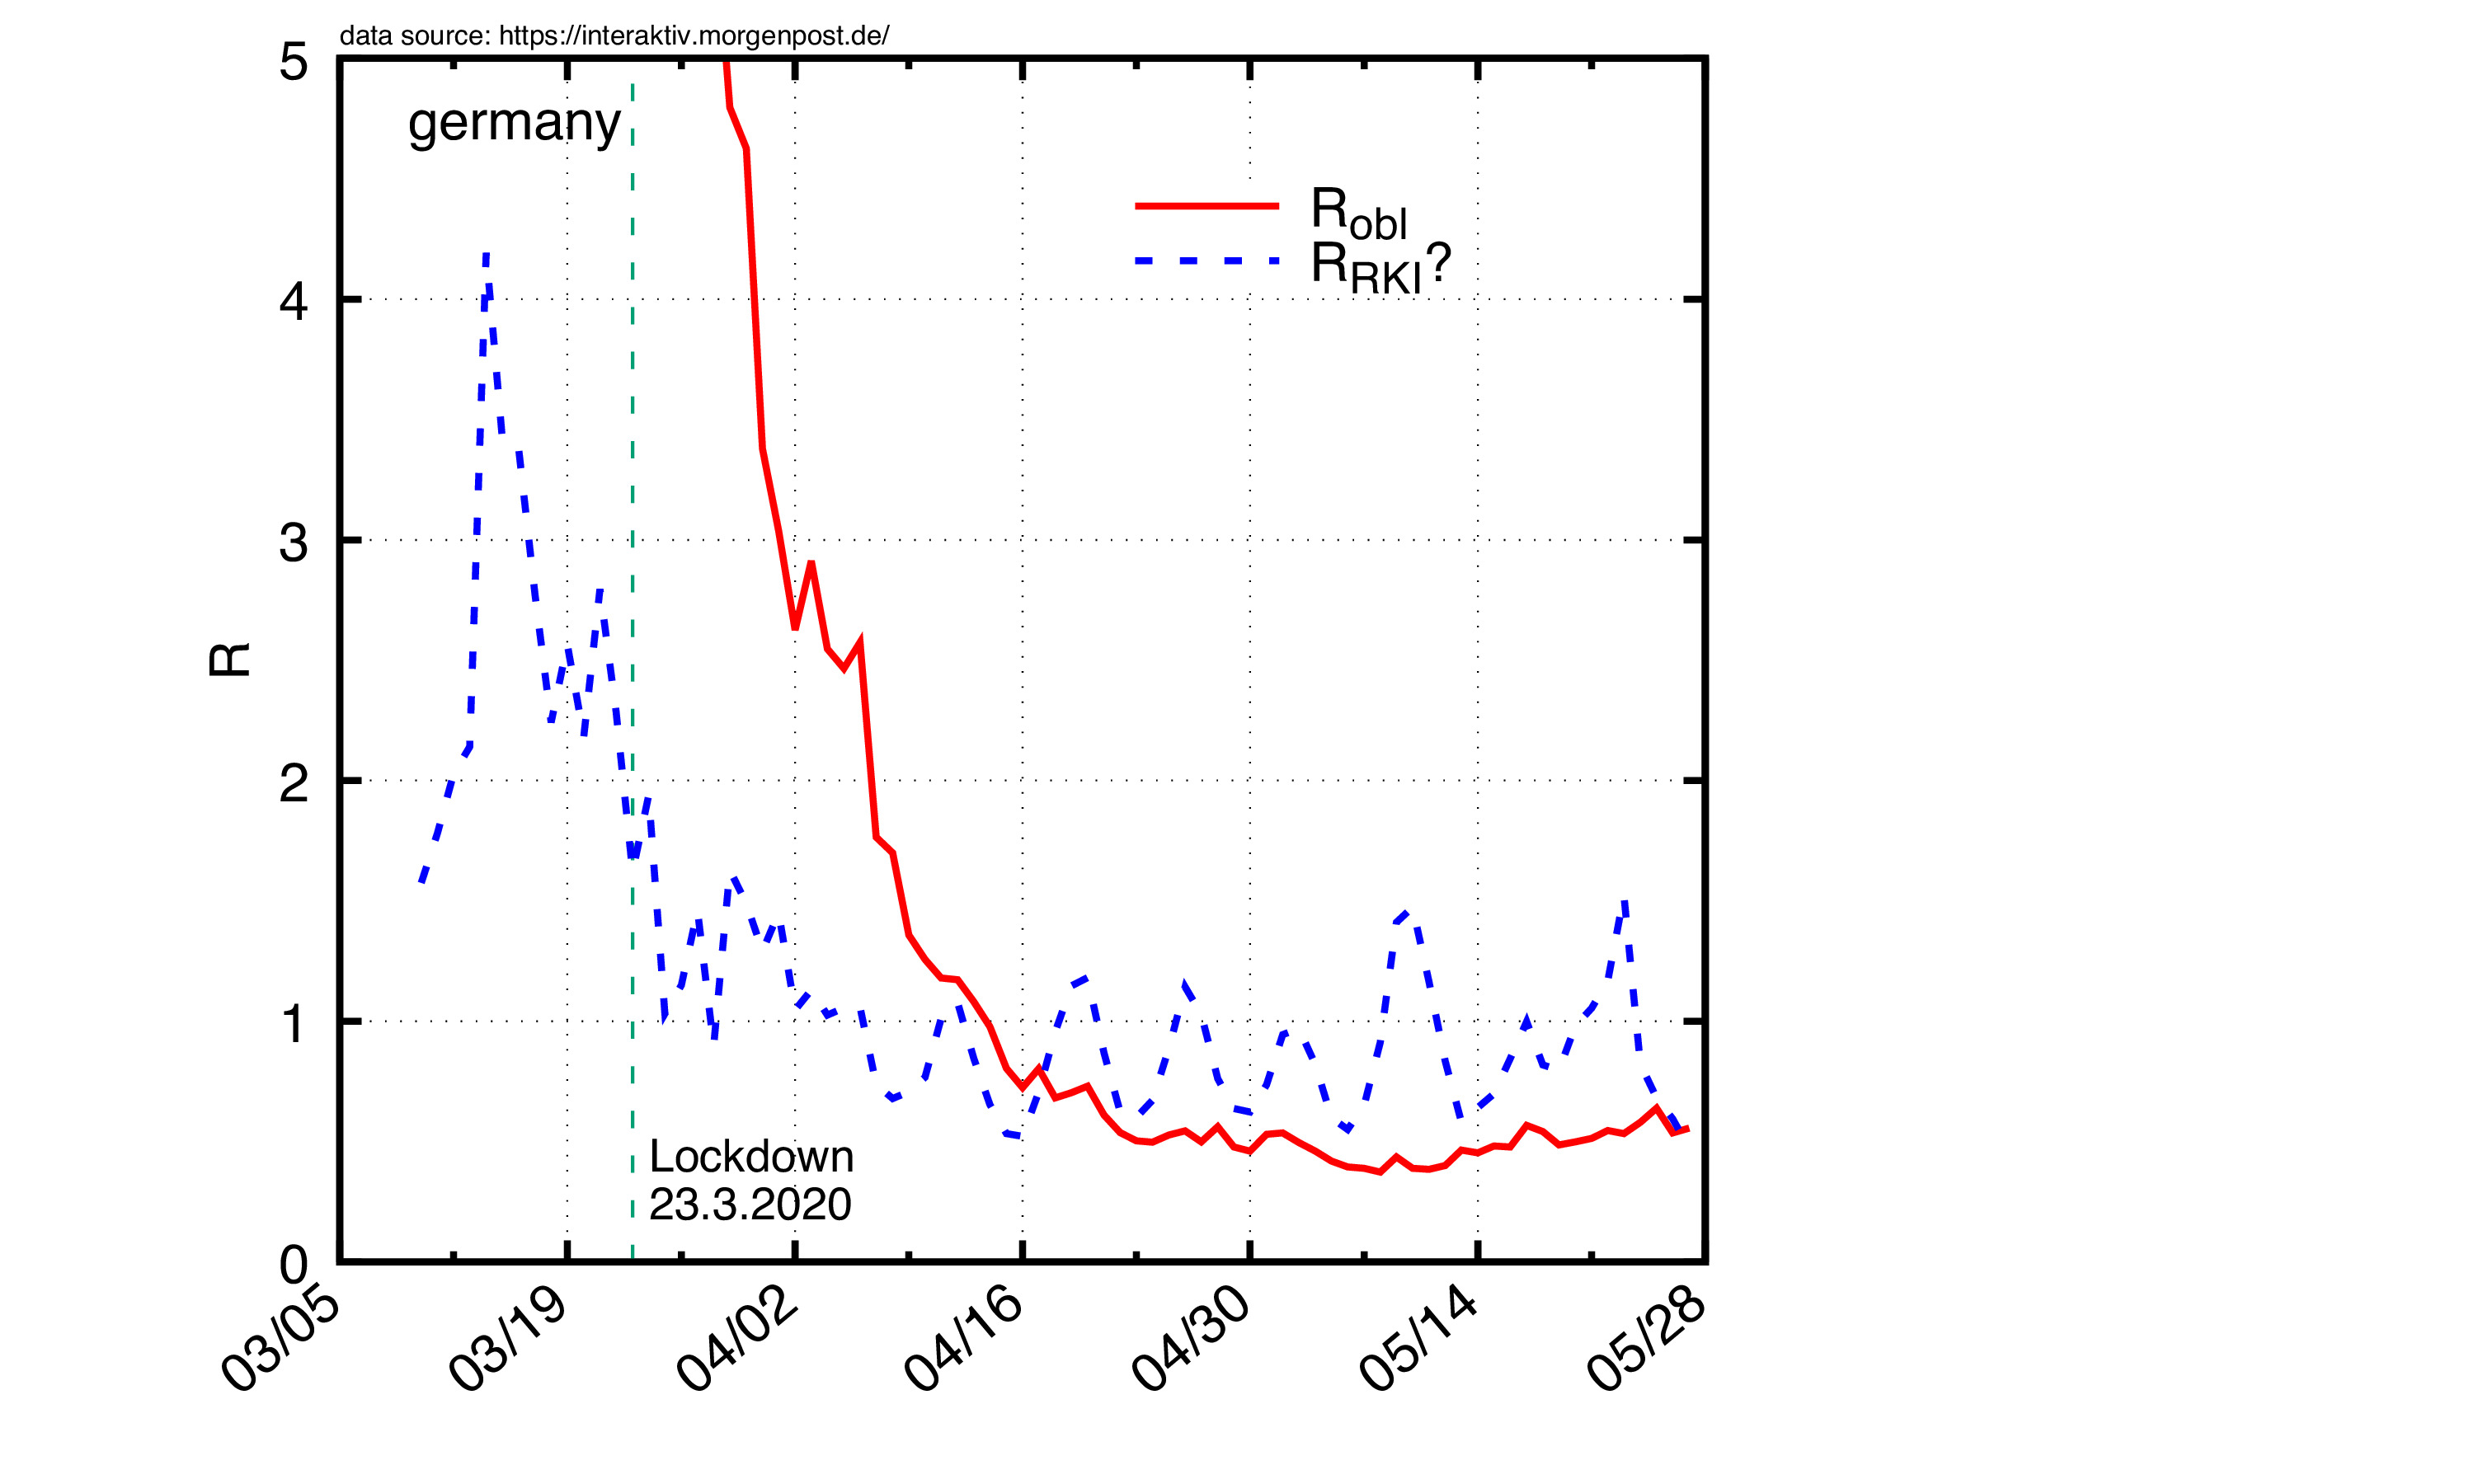 data source: https://interaktiv.morgenpost.de/
5
germany
R_obl
R_RKI?
4
3
R
2
1
Lockdown
23.3.2020
0
03/05
03/19
04/02
04/16
04/30
05/14
05/28